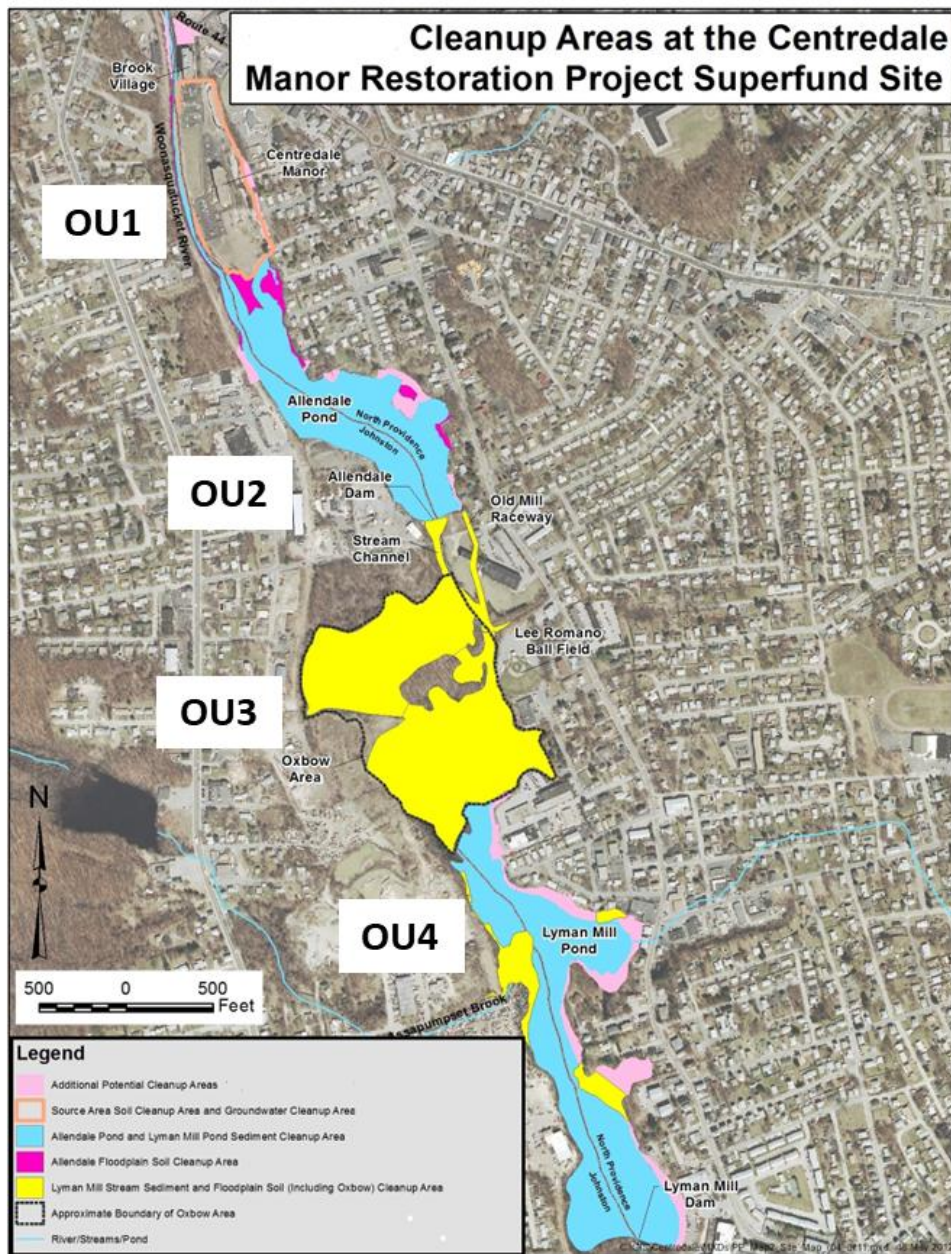 Cleanup Areas at the Centredale
Manor Restoration Project Superfund Site
Route 44
Brook
Village
Woonasquatucket River
Centredale
Manor
OU1
Allendale
Pond
North Providence
Johnston
Allendale
Dam
OU2
Old Mill
Raceway
Stream
Channel
Lee Romano
Ball Field
OU3
Oxbow
Area
N
OU4
Lyman Mill
Pond
500 0 500
Feet
Assapumpset Brook
North Providence
Johnston
Lyman Mill
Dam
Legend
Additional Potential Cleanup Areas
Source Area Soil Cleanup Area and Groundwater Cleanup Area
Allendale Pond and Lyman Mill Pond Sediment Cleanup Area
Allendale Floodplain Soil Cleanup Area
Lyman Mill Stream Sediment and Floodplain Soil (Including Oxbow) Cleanup Area
Approximate Boundary of Oxbow Area
River/Streams/Pond